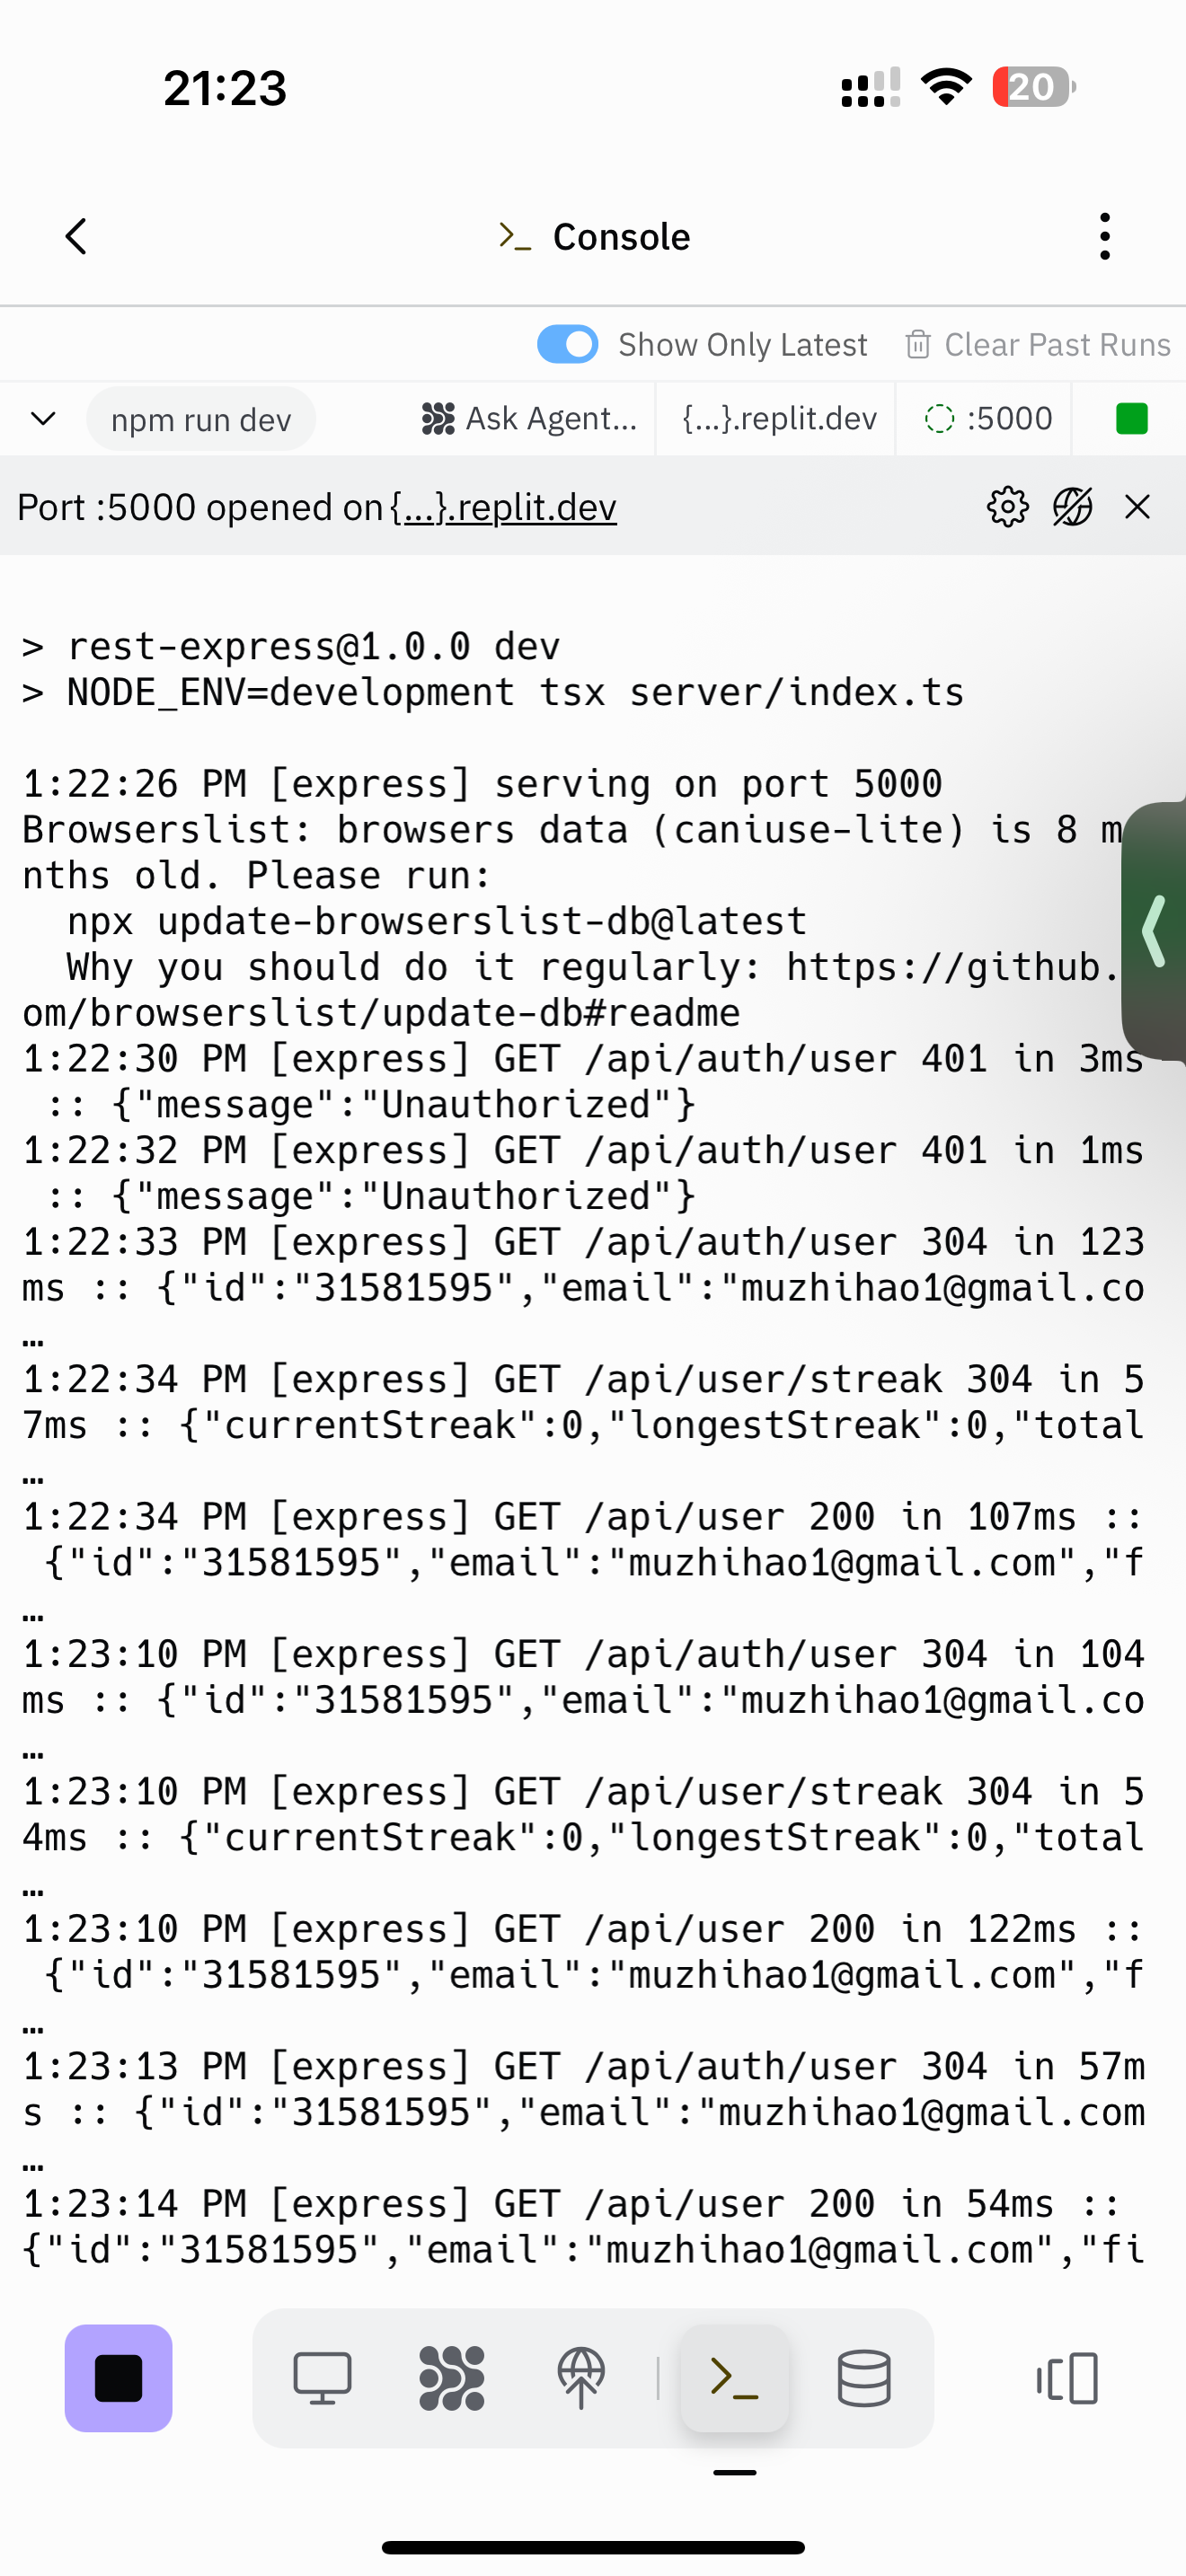 21:23
20
>_ Console
Show Only Latest Clear Past Runs
npm run dev Ask Agent... {...}.replit.dev :5000
Port :5000 opened on {...}.replit.dev
> rest-express@1.0.0 dev
> NODE_ENV=development tsx server/index.ts
1:22:26 PM [express] serving on port 5000
Browserslist: browsers data (caniuse-lite) is 8 m
nths old. Please run:
npx update-browserslist-db@latest
Why you should do it regularly: https://github.
om/browserslist/update-db#readme
1:22:30 PM [express] GET /api/auth/user 401 in 3ms
:: {"message":"Unauthorized"}
1:22:32 PM [express] GET /api/auth/user 401 in 1ms
:: {"message":"Unauthorized"}
1:22:33 PM [express] GET /api/auth/user 304 in 123
ms :: {"id":"31581595","email":"muzhihao1@gmail.co
…
1:22:34 PM [express] GET /api/user/streak 304 in 5
7ms :: {"currentStreak":0,"longestStreak":0,"total
…
1:22:34 PM [express] GET /api/user 200 in 107ms ::
{"id":"31581595","email":"muzhihao1@gmail.com","f
…
1:23:10 PM [express] GET /api/auth/user 304 in 104
ms :: {"id":"31581595","email":"muzhihao1@gmail.co
…
1:23:10 PM [express] GET /api/user/streak 304 in 5
4ms :: {"currentStreak":0,"longestStreak":0,"total
…
1:23:10 PM [express] GET /api/user 200 in 122ms ::
{"id":"31581595","email":"muzhihao1@gmail.com","f
…
1:23:13 PM [express] GET /api/auth/user 304 in 57m
s :: {"id":"31581595","email":"muzhihao1@gmail.com
…
1:23:14 PM [express] GET /api/user 200 in 54ms ::
{"id":"31581595","email":"muzhihao1@gmail.com","fi